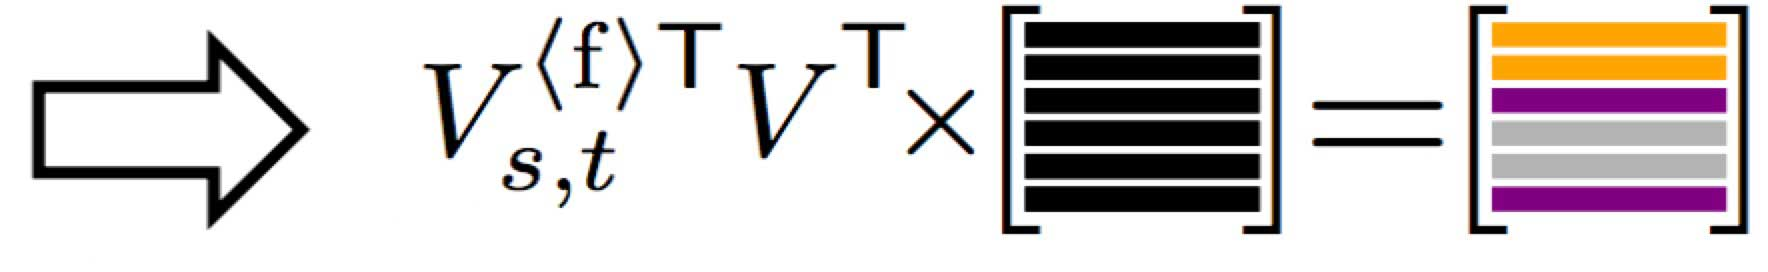 V_{s,t}^{⟨f⟩⊤} V^⊤ × [ ] = [ ]